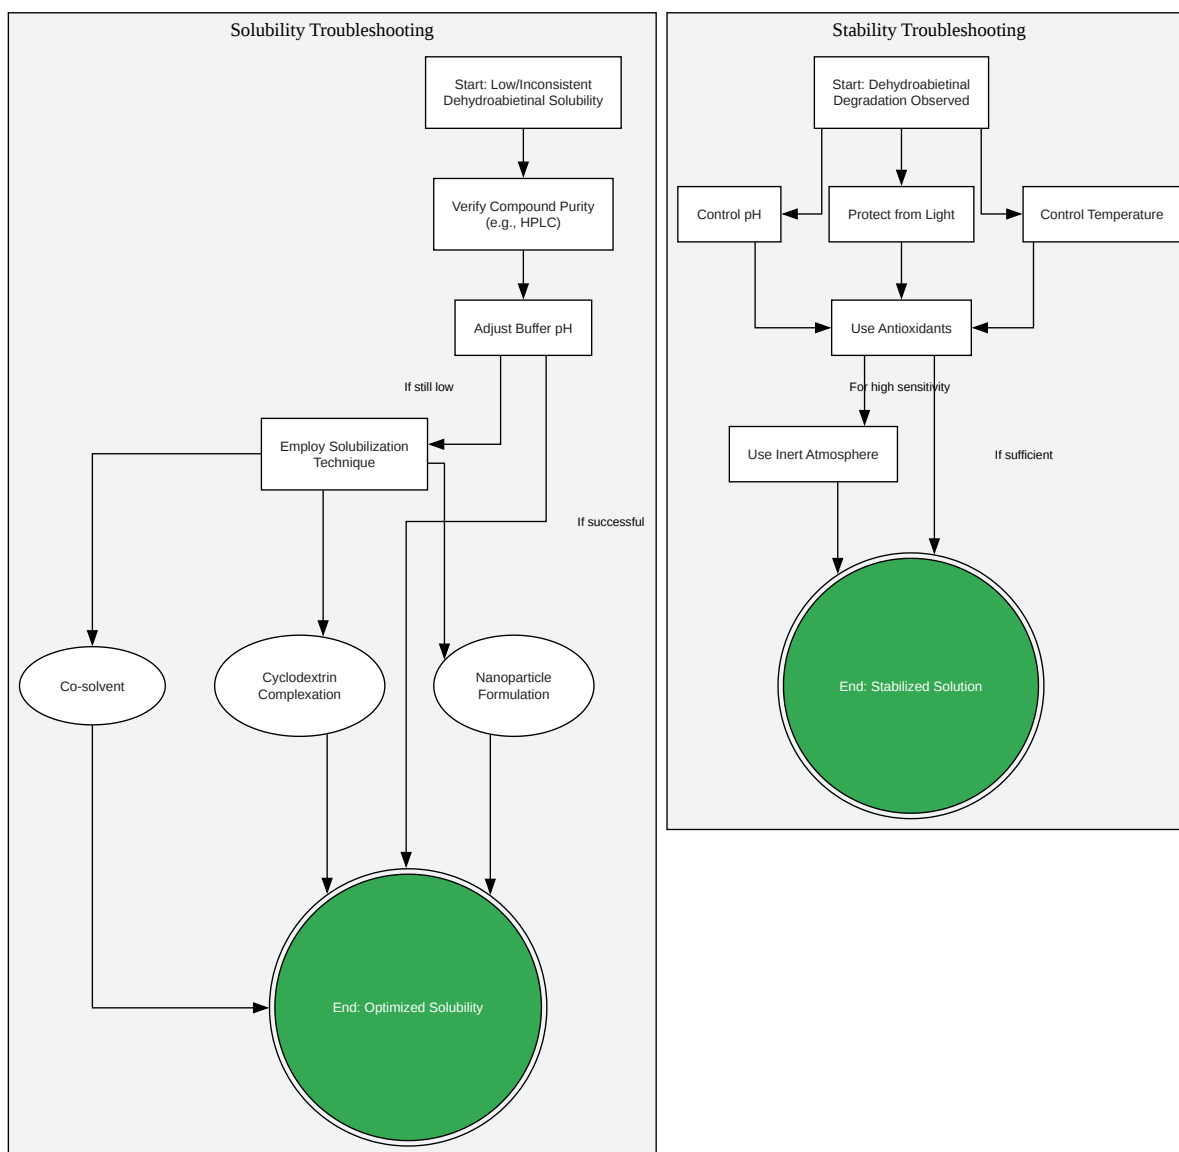 Solubility Troubleshooting
Start: Low/Inconsistent
Dehydroabietinal Solubility
Verify Compound Purity
(e.g., HPLC)
Adjust Buffer pH
If still low
Employ Solubilization
Technique
If successful
Co-solvent
Cyclodextrin
Complexation
Nanoparticle
Formulation
End: Optimized Solubility
Stability Troubleshooting
Start: Dehydroabietinal
Degradation Observed
Control pH
Protect from Light
Control Temperature
Use Antioxidants
For high sensitivity
Use Inert Atmosphere
If sufficient
End: Stabilized Solution